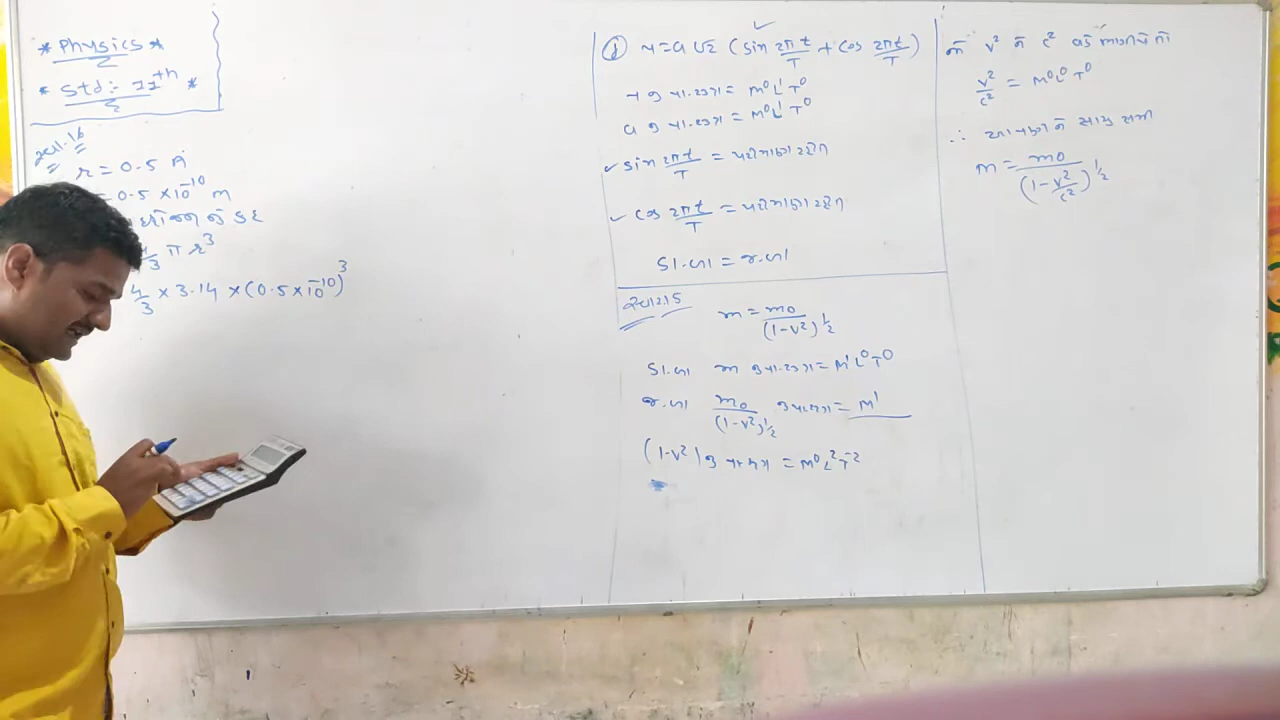 * Physics *
* Std:- 11th *
r = 0.5 Å
= 0.5 × 10^-10 m
π r³
4/3 × 3.14 × (0.5×10^-10)³
(d) y = a√2 (sin 2πt/T + cos 2πt/T)
y નું પા.સૂત્ર = M⁰L¹T⁰
a નું પા.સૂત્ર = M⁰L¹T⁰
✓ sin 2πt/T = પરિમાણ રહિત
✓ cos 2πt/T = પરિમાણ રહિત
ડા.બા = જ.બા
m = m₀/(1-v²)^1/2
ડા.બા m નું પા.સૂત્ર = M¹L⁰T⁰
જ.બા m₀/(1-v²)^1/2 = M¹
(1-v²) નું = M⁰L²T^-2
v² ને c² વડે ભાગીએ તો
v²/c² = M⁰L⁰T⁰
∴
m = m₀/(1-v²/c²)^1/2